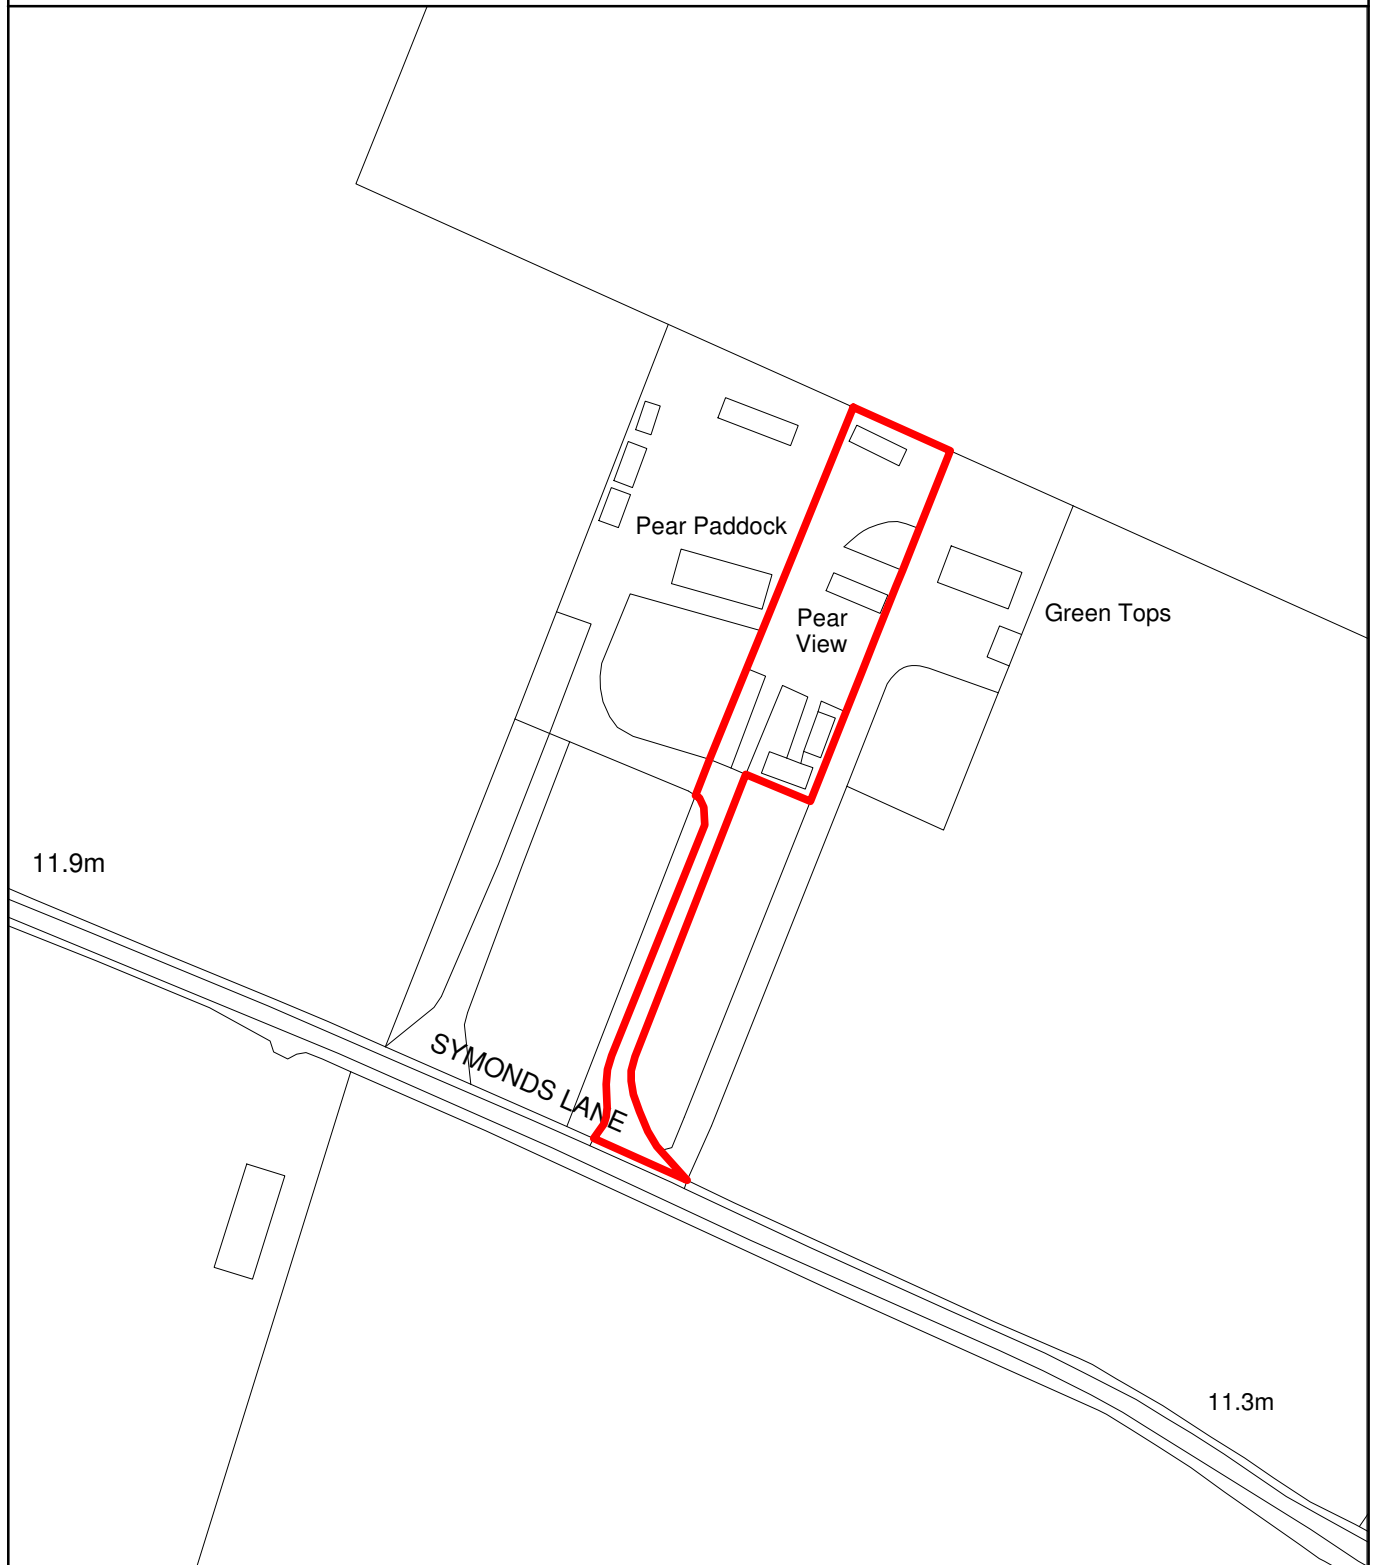 Pear Paddock
Pear
View
Green Tops
11.9m
SYMONDS LANE
11.3m